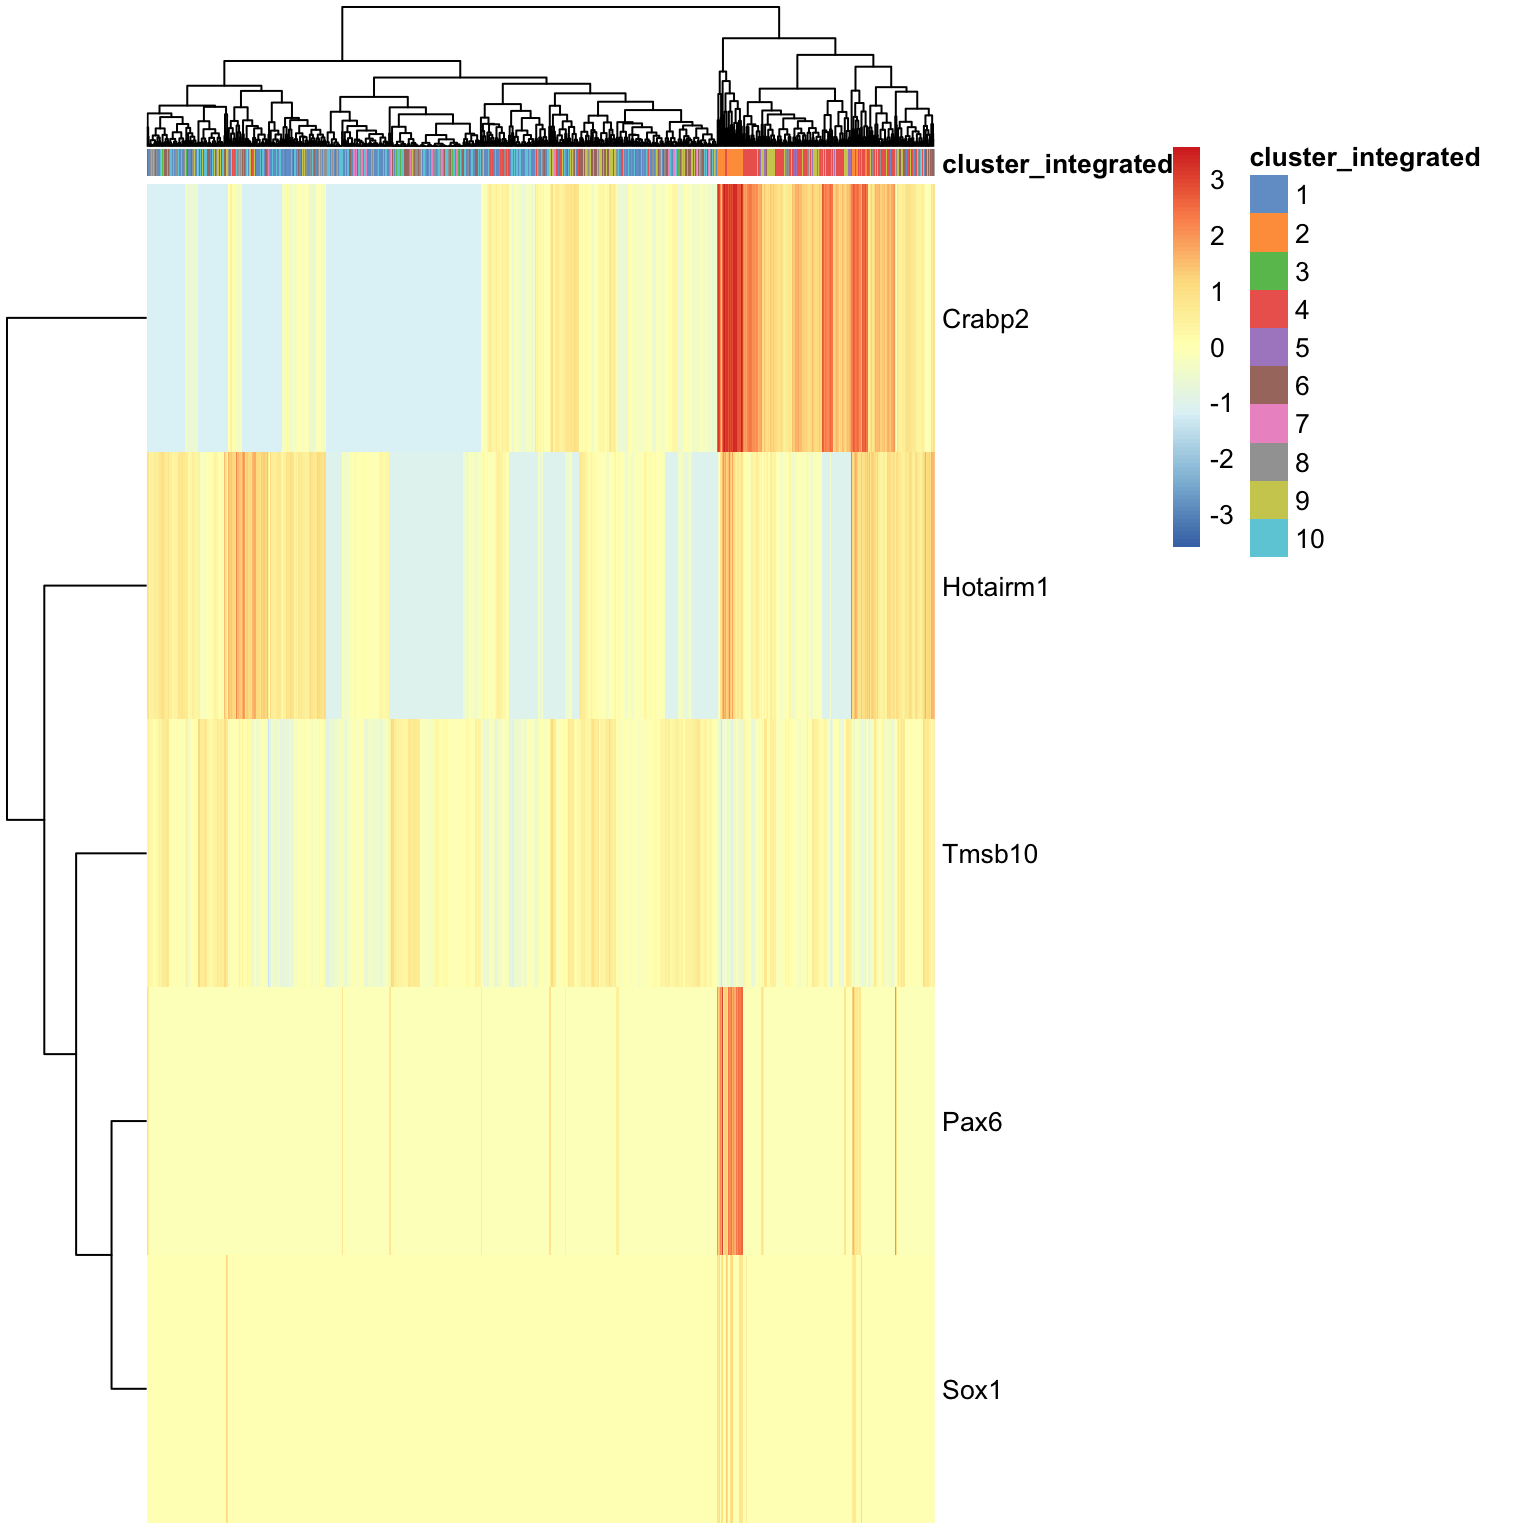 cluster_integrated
3
2
1
0
-1
-2
-3
cluster_integrated
1
2
3
4
5
6
7
8
9
10
Crabp2
Hotairm1
Tmsb10
Pax6
Sox1